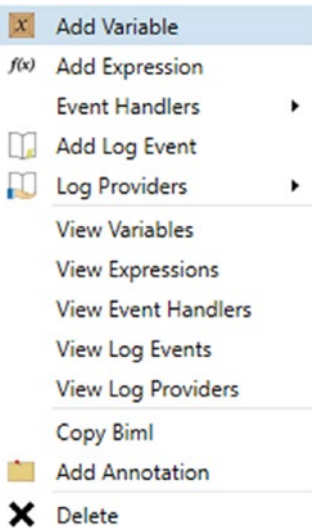 x Add Variable
f(x) Add Expression
Event Handlers
Add Log Event
Log Providers
View Variables
View Expressions
View Event Handlers
View Log Events
View Log Providers
Copy Biml
Add Annotation
Delete